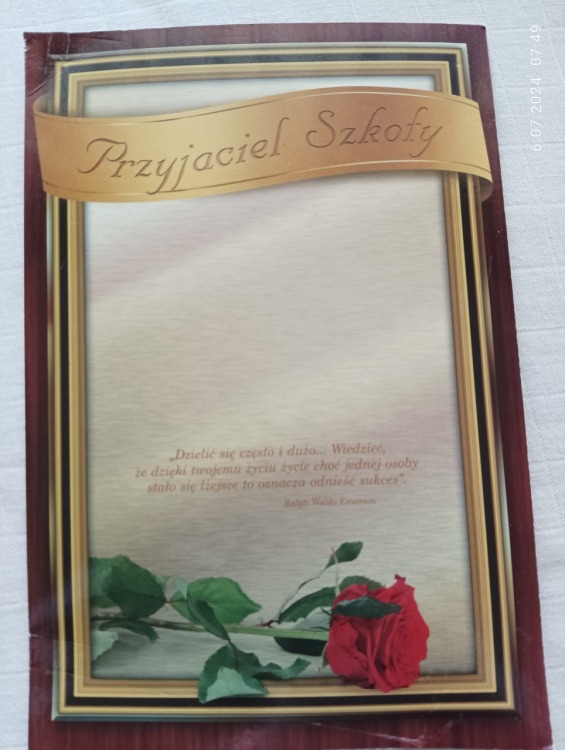 6.07.2024 07:49
Przyjaciel Szkoły
„Dzielić się często i dużo... Wiedzieć,
że dzięki twojemu życiu życie choć jednej osoby
stało się lżejsze to oznacza odnieść sukces”.
Ralph Waldo Emerson